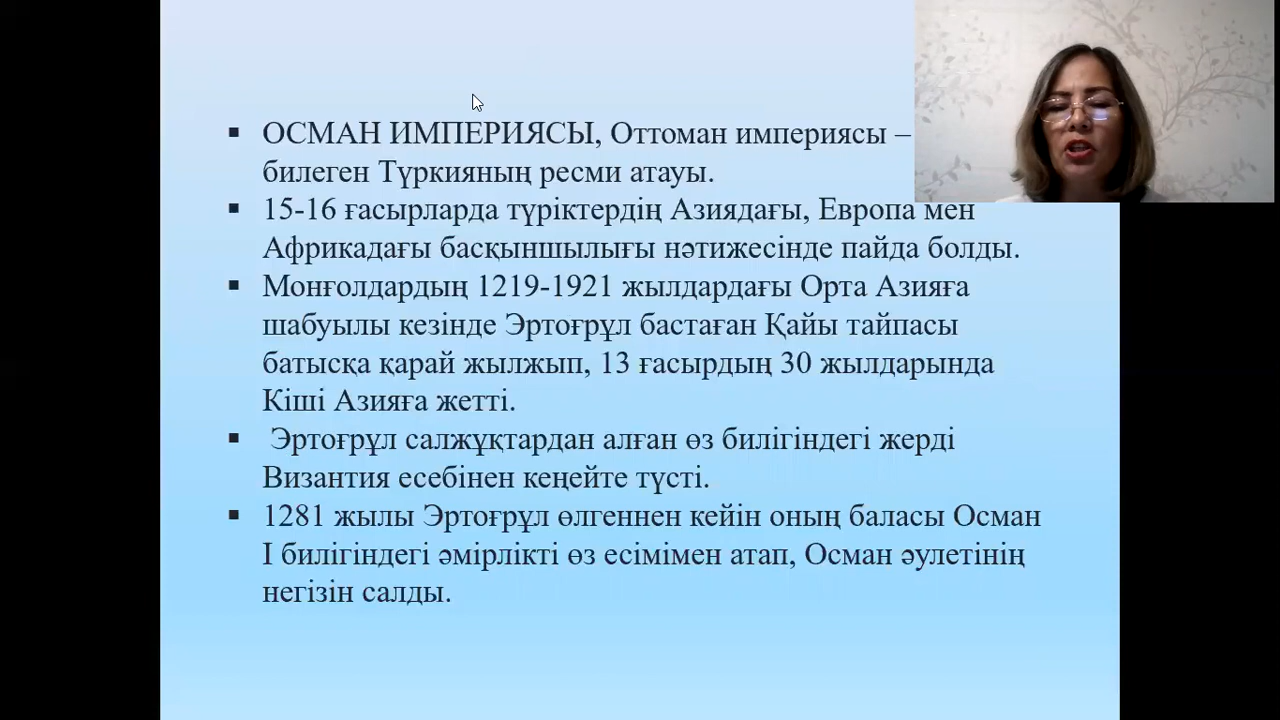 ОСМАН ИМПЕРИЯСЫ, Оттоман империясы –
билеген Түркияның ресми атауы.
15-16 ғасырларда түріктердің Азиядағы, Европа мен
Африкадағы басқыншылығы нәтижесінде пайда болды.
Монғолдардың 1219-1921 жылдардағы Орта Азияға
шабуылы кезінде Эртоғрұл бастаған Қайы тайпасы
батысқа қарай жылжып, 13 ғасырдың 30 жылдарында
Кіші Азияға жетті.
Эртоғрұл салжұқтардан алған өз билігіндегі жерді
Византия есебінен кеңейте түсті.
1281 жылы Эртоғрұл өлгеннен кейін оның баласы Осман
І билігіндегі әмірлікті өз есімімен атап, Осман әулетінің
негізін салды.